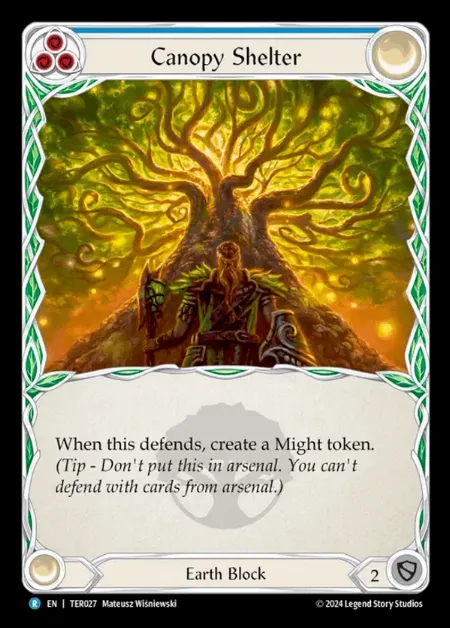 Canopy Shelter
When this defends, create a Might token.
(Tip - Don't put this in arsenal. You can't
defend with cards from arsenal.)
Earth Block
2
R EN | TER027 Mateusz Wiśniewski
© 2024 Legend Story Studios